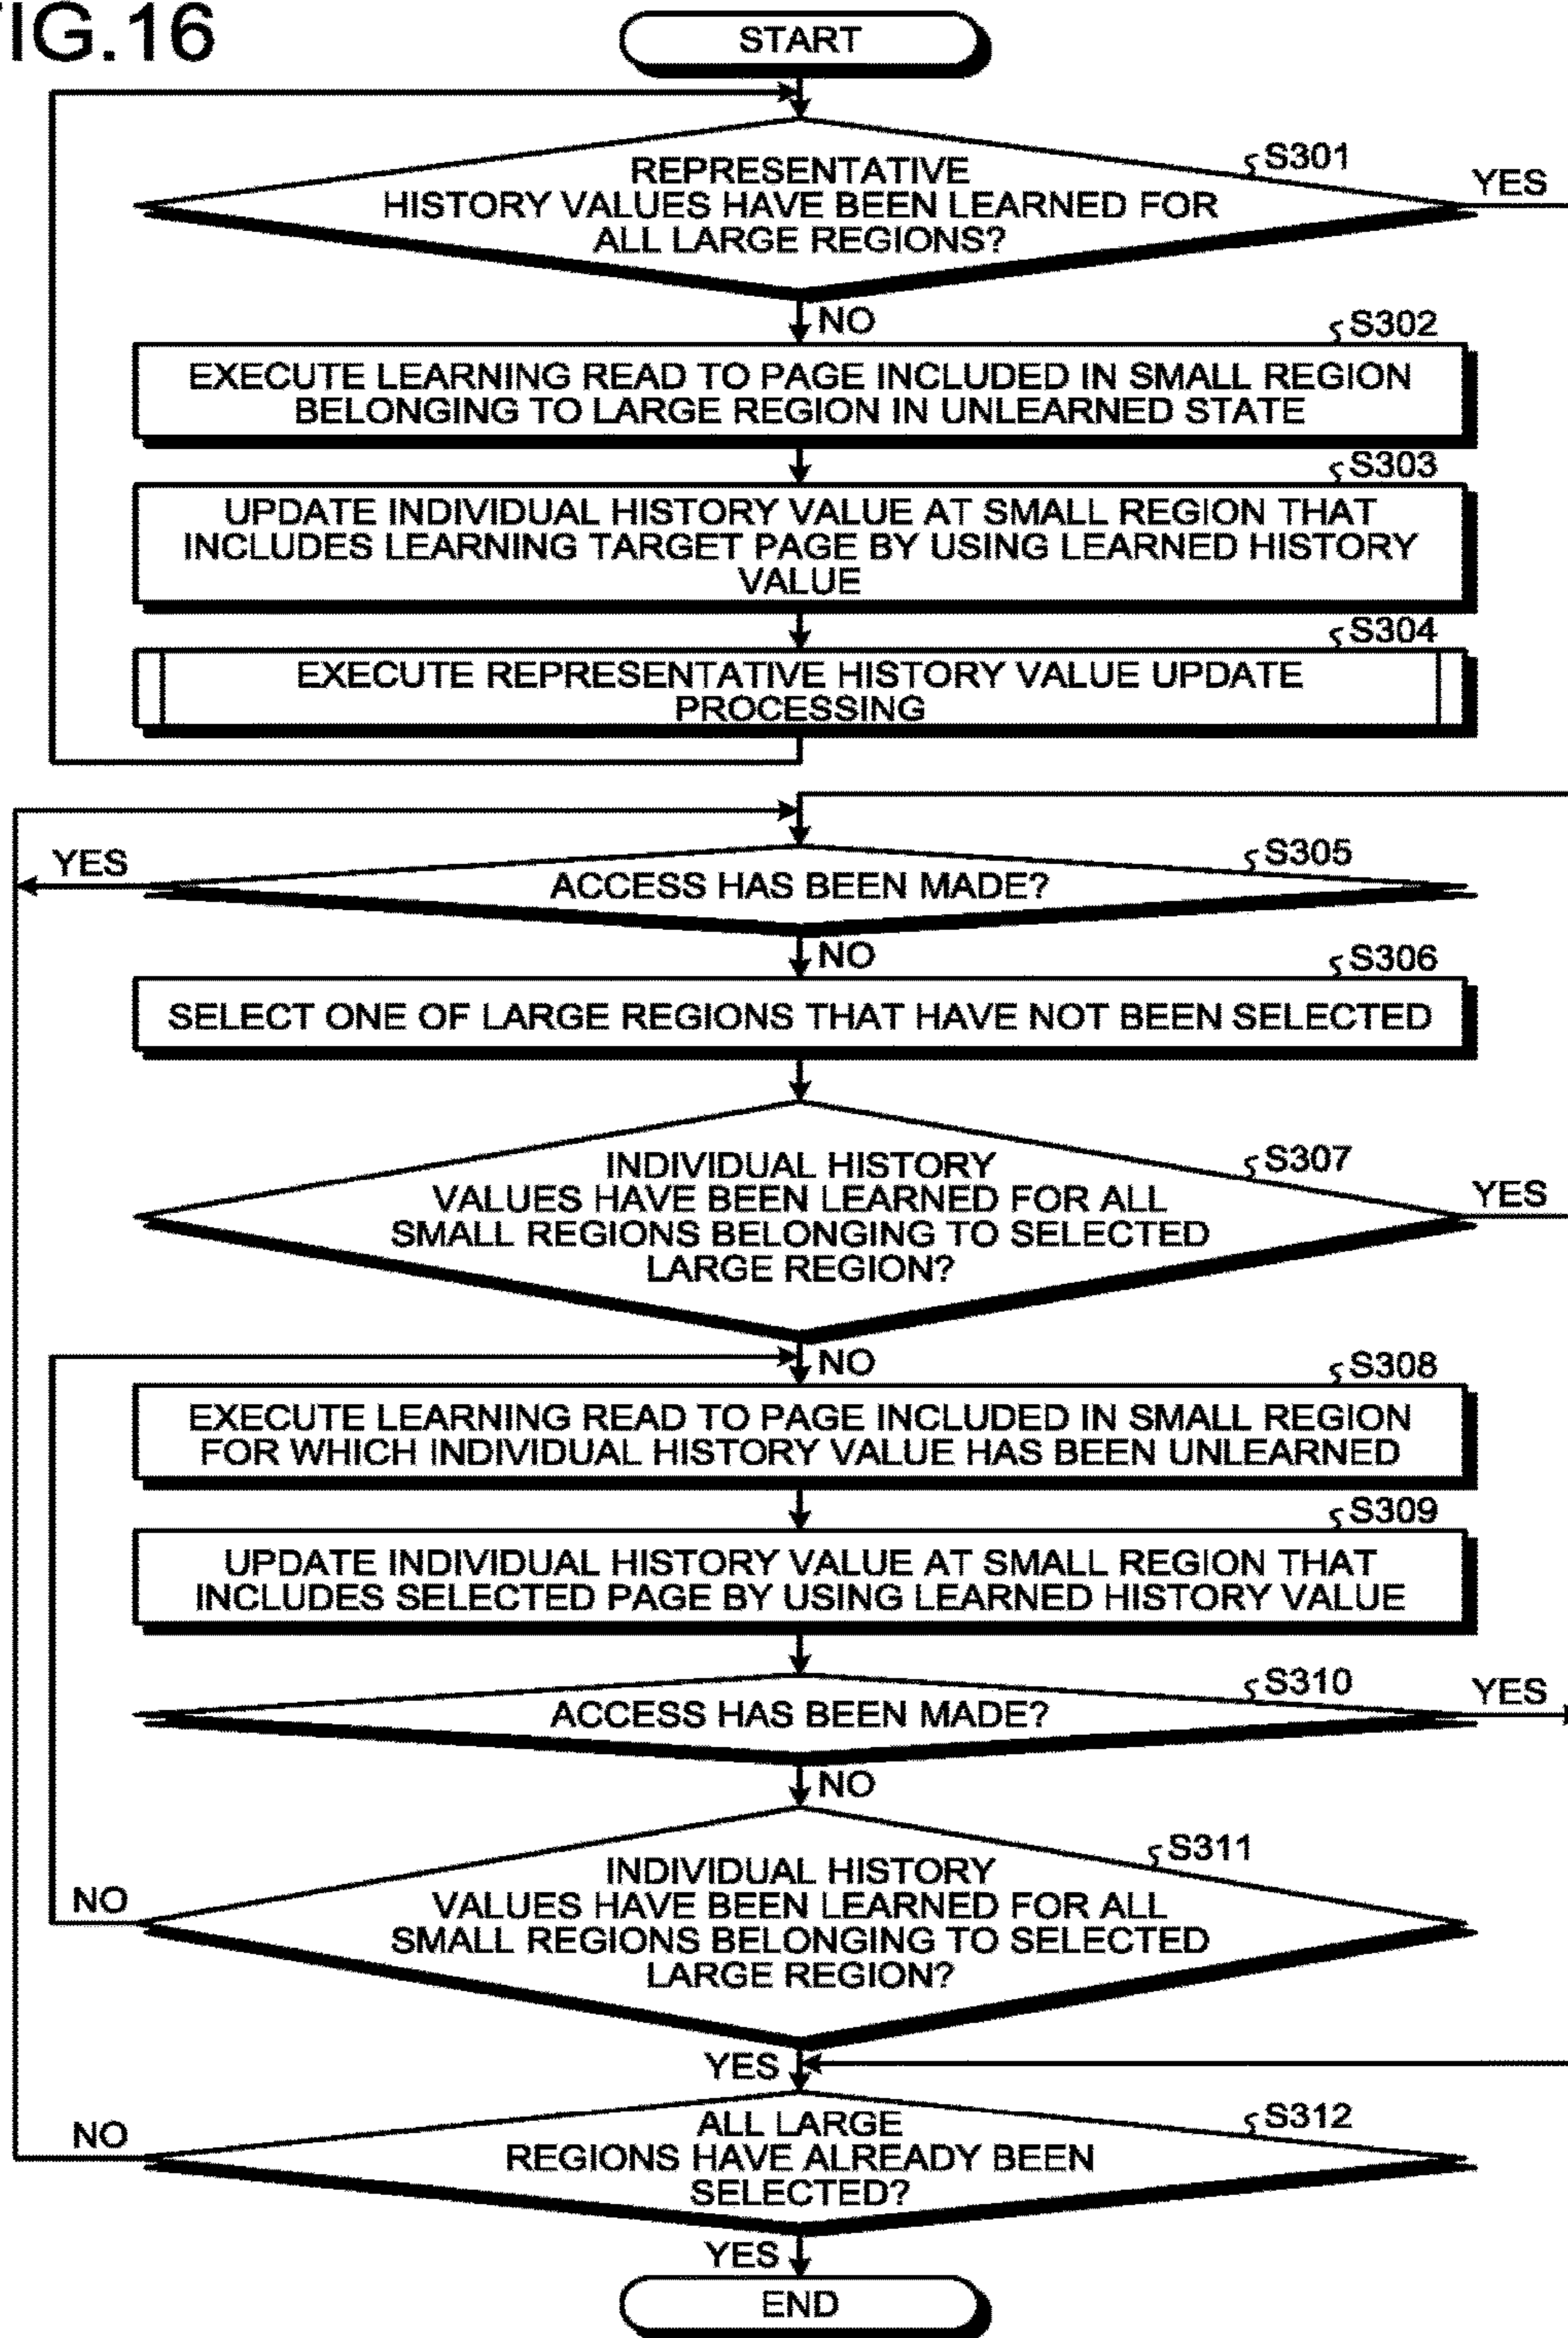 FIG.16
START
REPRESENTATIVE
HISTORY VALUES HAVE BEEN LEARNED FOR
ALL LARGE REGIONS?
S301
YES
NO
S302
EXECUTE LEARNING READ TO PAGE INCLUDED IN SMALL REGION
BELONGING TO LARGE REGION IN UNLEARNED STATE
S303
UPDATE INDIVIDUAL HISTORY VALUE AT SMALL REGION THAT
INCLUDES LEARNING TARGET PAGE BY USING LEARNED HISTORY
VALUE
S304
EXECUTE REPRESENTATIVE HISTORY VALUE UPDATE
PROCESSING
YES
S305
ACCESS HAS BEEN MADE?
NO
S306
SELECT ONE OF LARGE REGIONS THAT HAVE NOT BEEN SELECTED
S307
INDIVIDUAL HISTORY
VALUES HAVE BEEN LEARNED FOR ALL
SMALL REGIONS BELONGING TO SELECTED
LARGE REGION?
YES
NO
S308
EXECUTE LEARNING READ TO PAGE INCLUDED IN SMALL REGION
FOR WHICH INDIVIDUAL HISTORY VALUE HAS BEEN UNLEARNED
S309
UPDATE INDIVIDUAL HISTORY VALUE AT SMALL REGION THAT
INCLUDES SELECTED PAGE BY USING LEARNED HISTORY VALUE
S310
ACCESS HAS BEEN MADE?
YES
NO
S311
INDIVIDUAL HISTORY
VALUES HAVE BEEN LEARNED FOR ALL
SMALL REGIONS BELONGING TO SELECTED
LARGE REGION?
NO
YES
S312
ALL LARGE
REGIONS HAVE ALREADY BEEN
SELECTED?
NO
YES
END